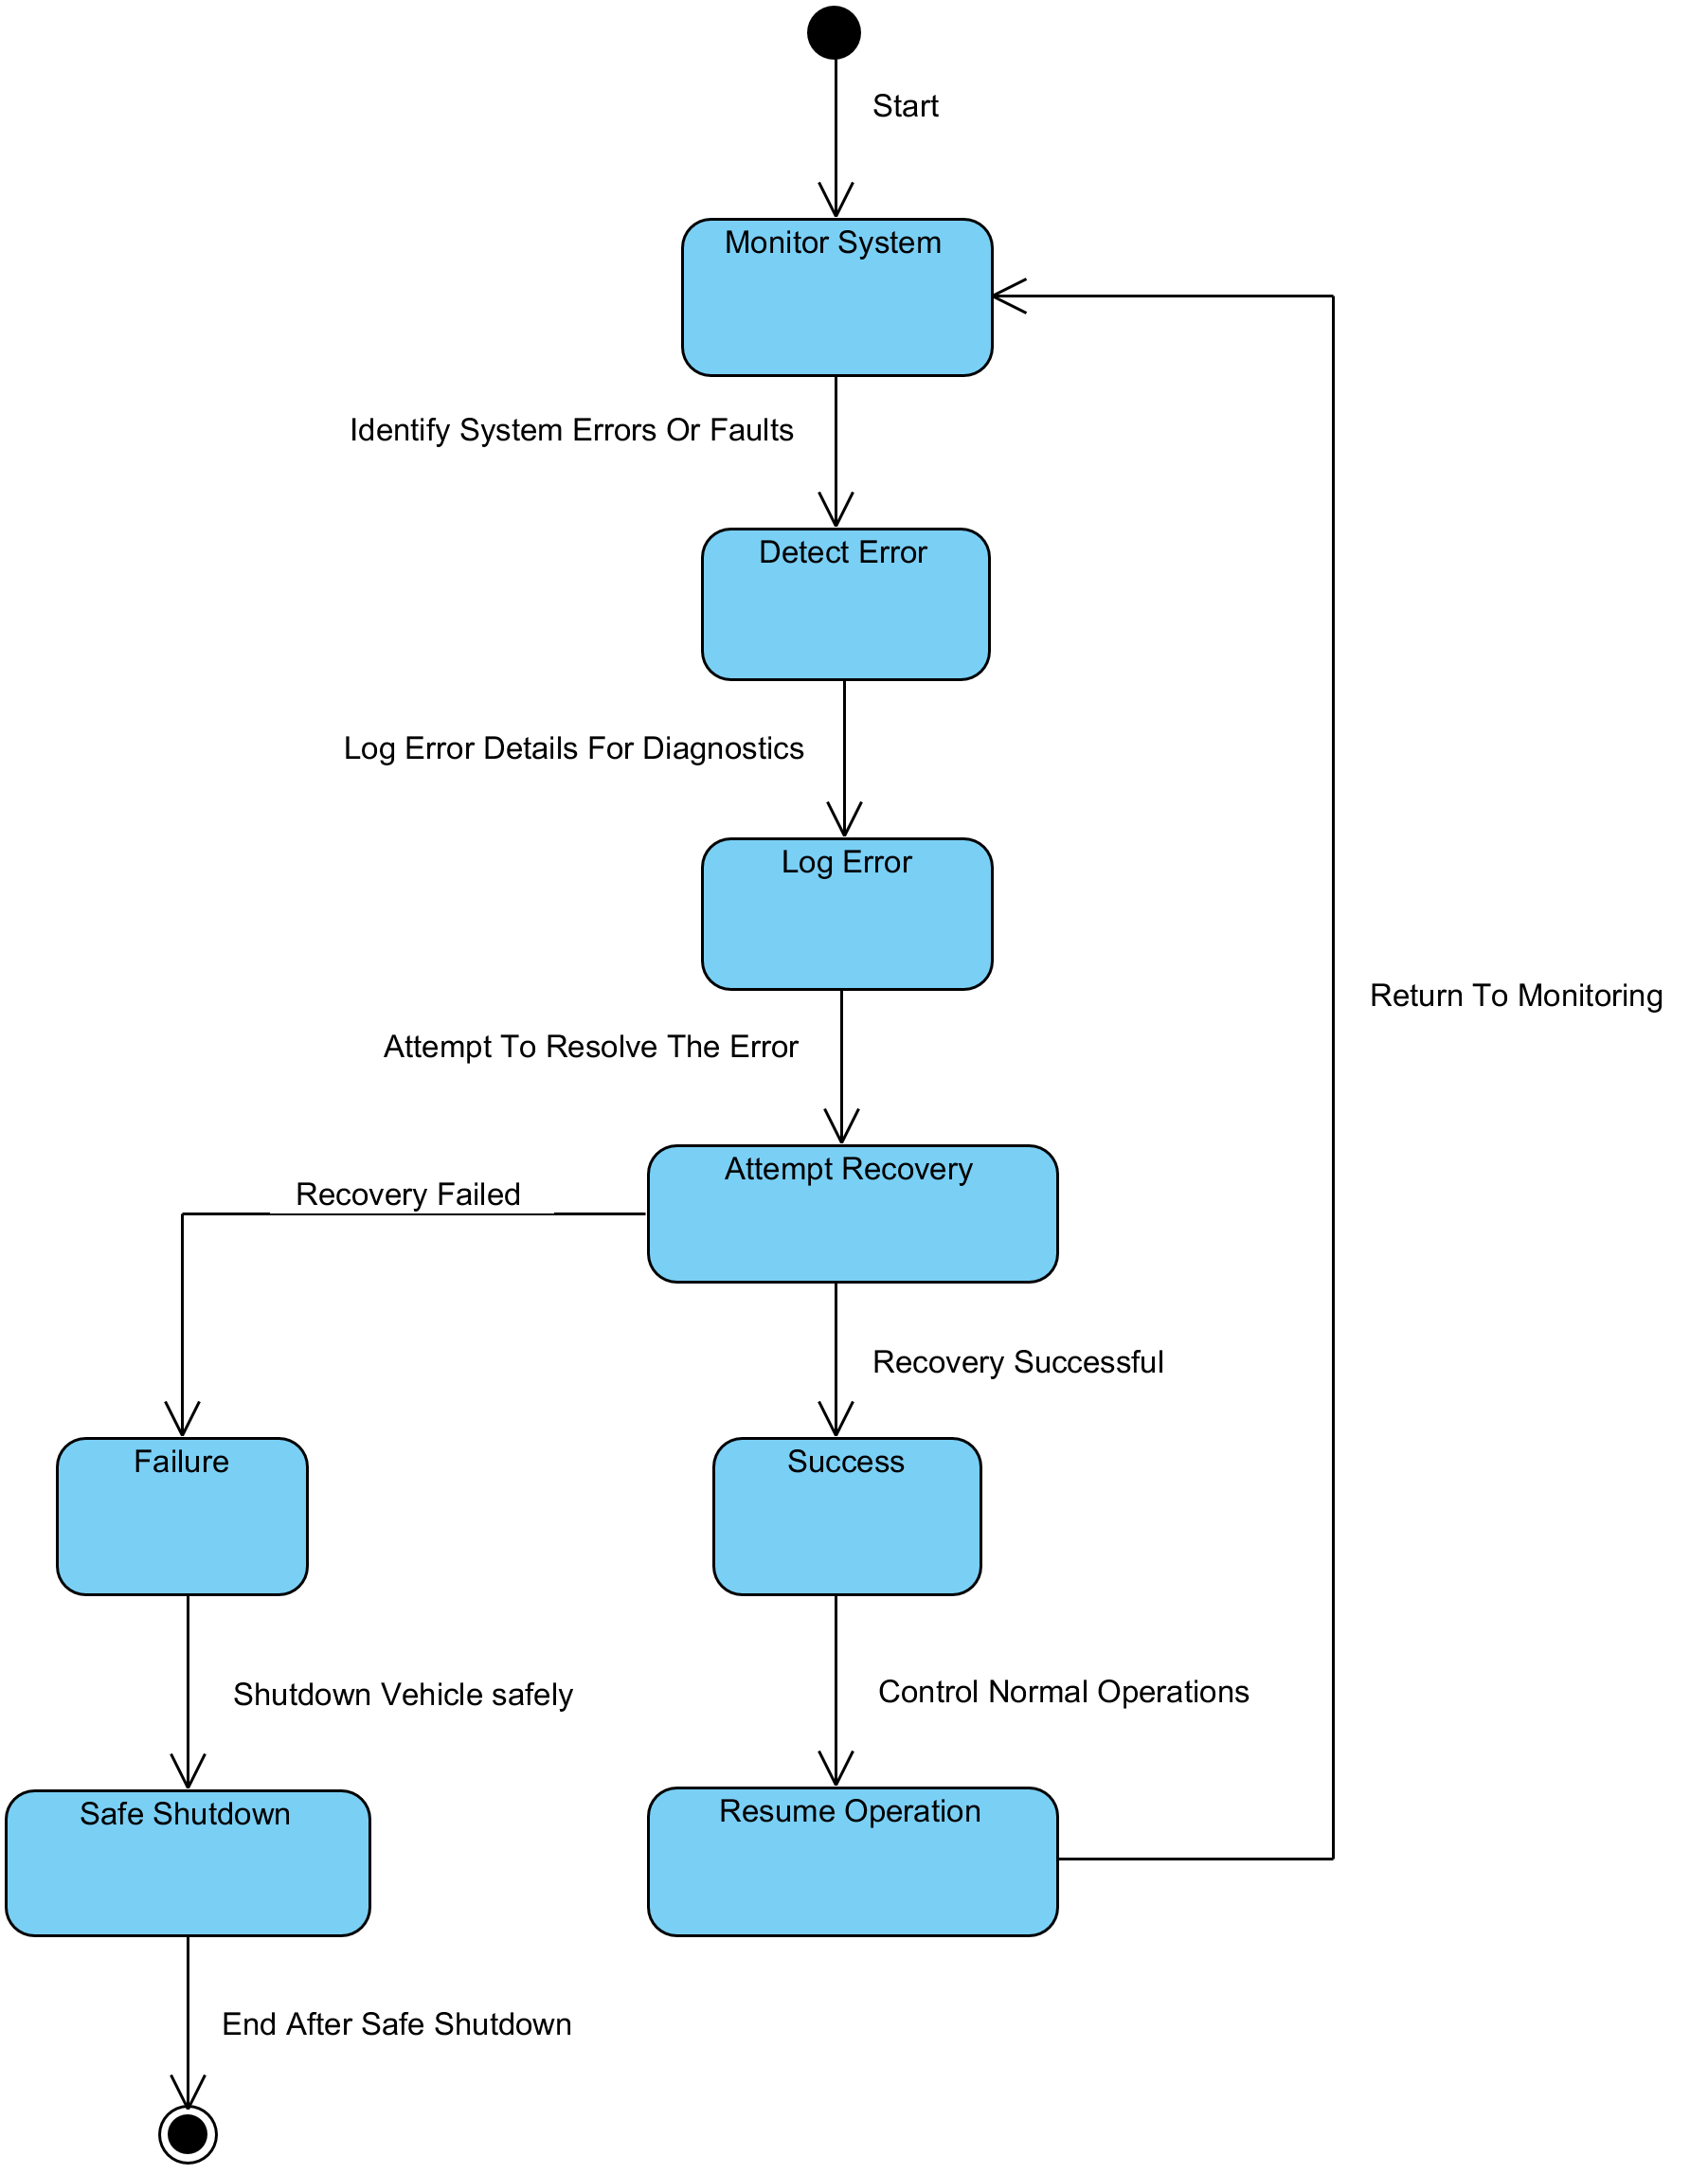 Start
Monitor System
Identify System Errors Or Faults
Detect Error
Log Error Details For Diagnostics
Log Error
Return To Monitoring
Attempt To Resolve The Error
Attempt Recovery
Recovery Failed
Recovery Successful
Failure
Success
Shutdown Vehicle safely
Control Normal Operations
Safe Shutdown
Resume Operation
End After Safe Shutdown